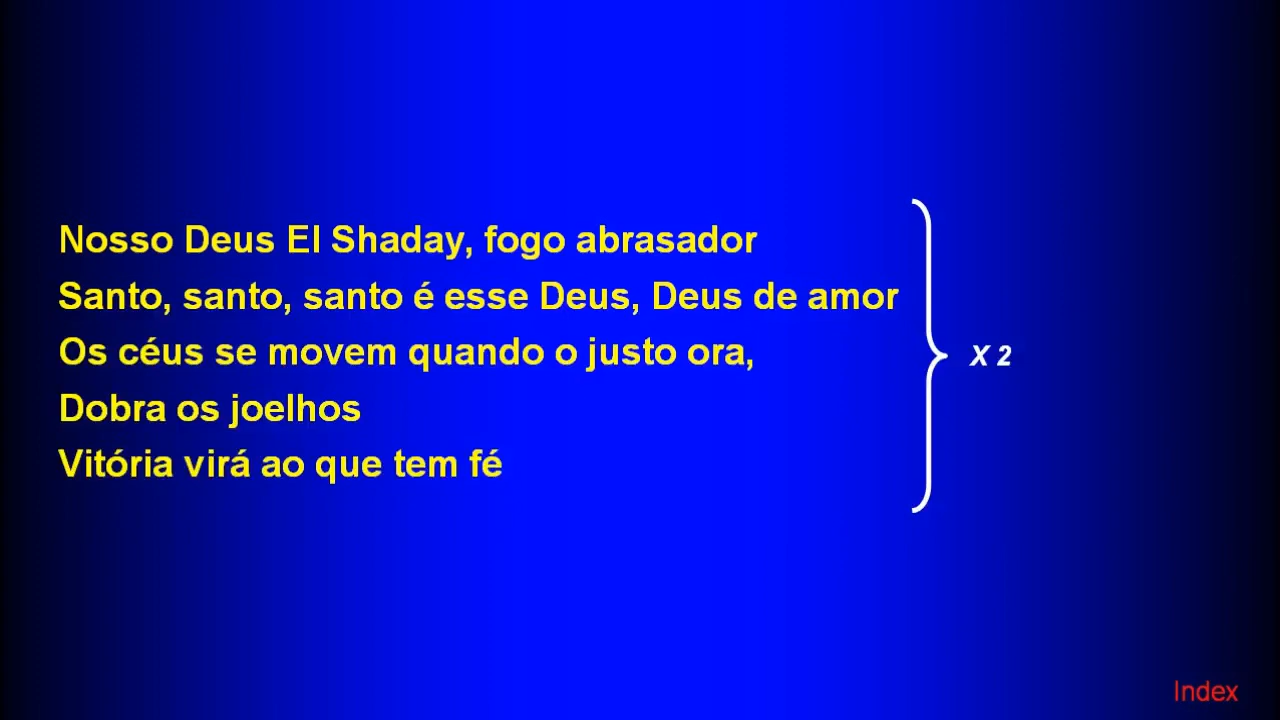 Nosso Deus El Shaday, fogo abrasador
Santo, santo, santo é esse Deus, Deus de amor
Os céus se movem quando o justo ora,
X 2
Dobra os joelhos
Vitória virá ao que tem fé
Index